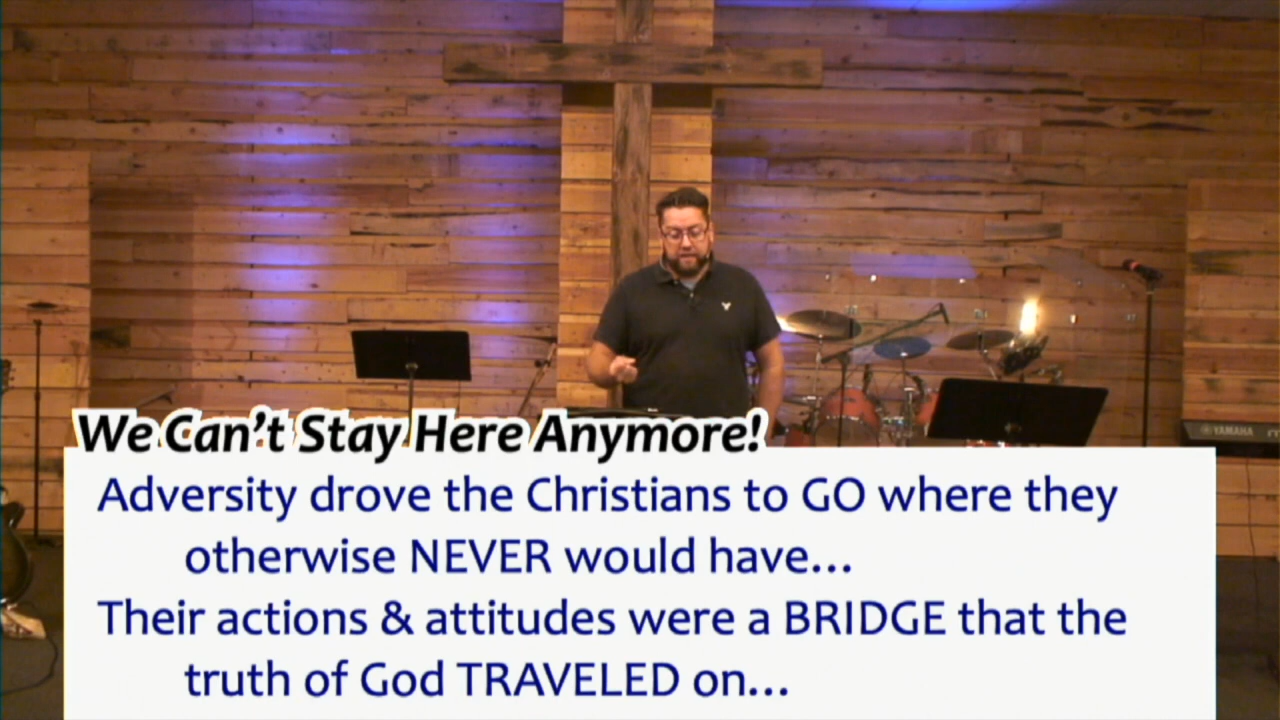 We Can't Stay Here Anymore!
Adversity drove the Christians to GO where they
otherwise NEVER would have...
Their actions & attitudes were a BRIDGE that the
truth of God TRAVELED on...
YAMAHA